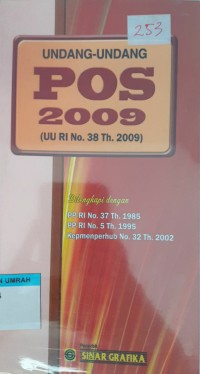 253
UNDANG-UNDANG
POS
2009
(UU RI No. 38 Th. 2009)
Dilengkapi dengan
PP RI No. 37 Th. 1985
PP RI No. 5 Th. 1995
Kepmenperhub No. 32 Th. 2002
N UMRAH
Penerbit
SINAR GRAFIKA